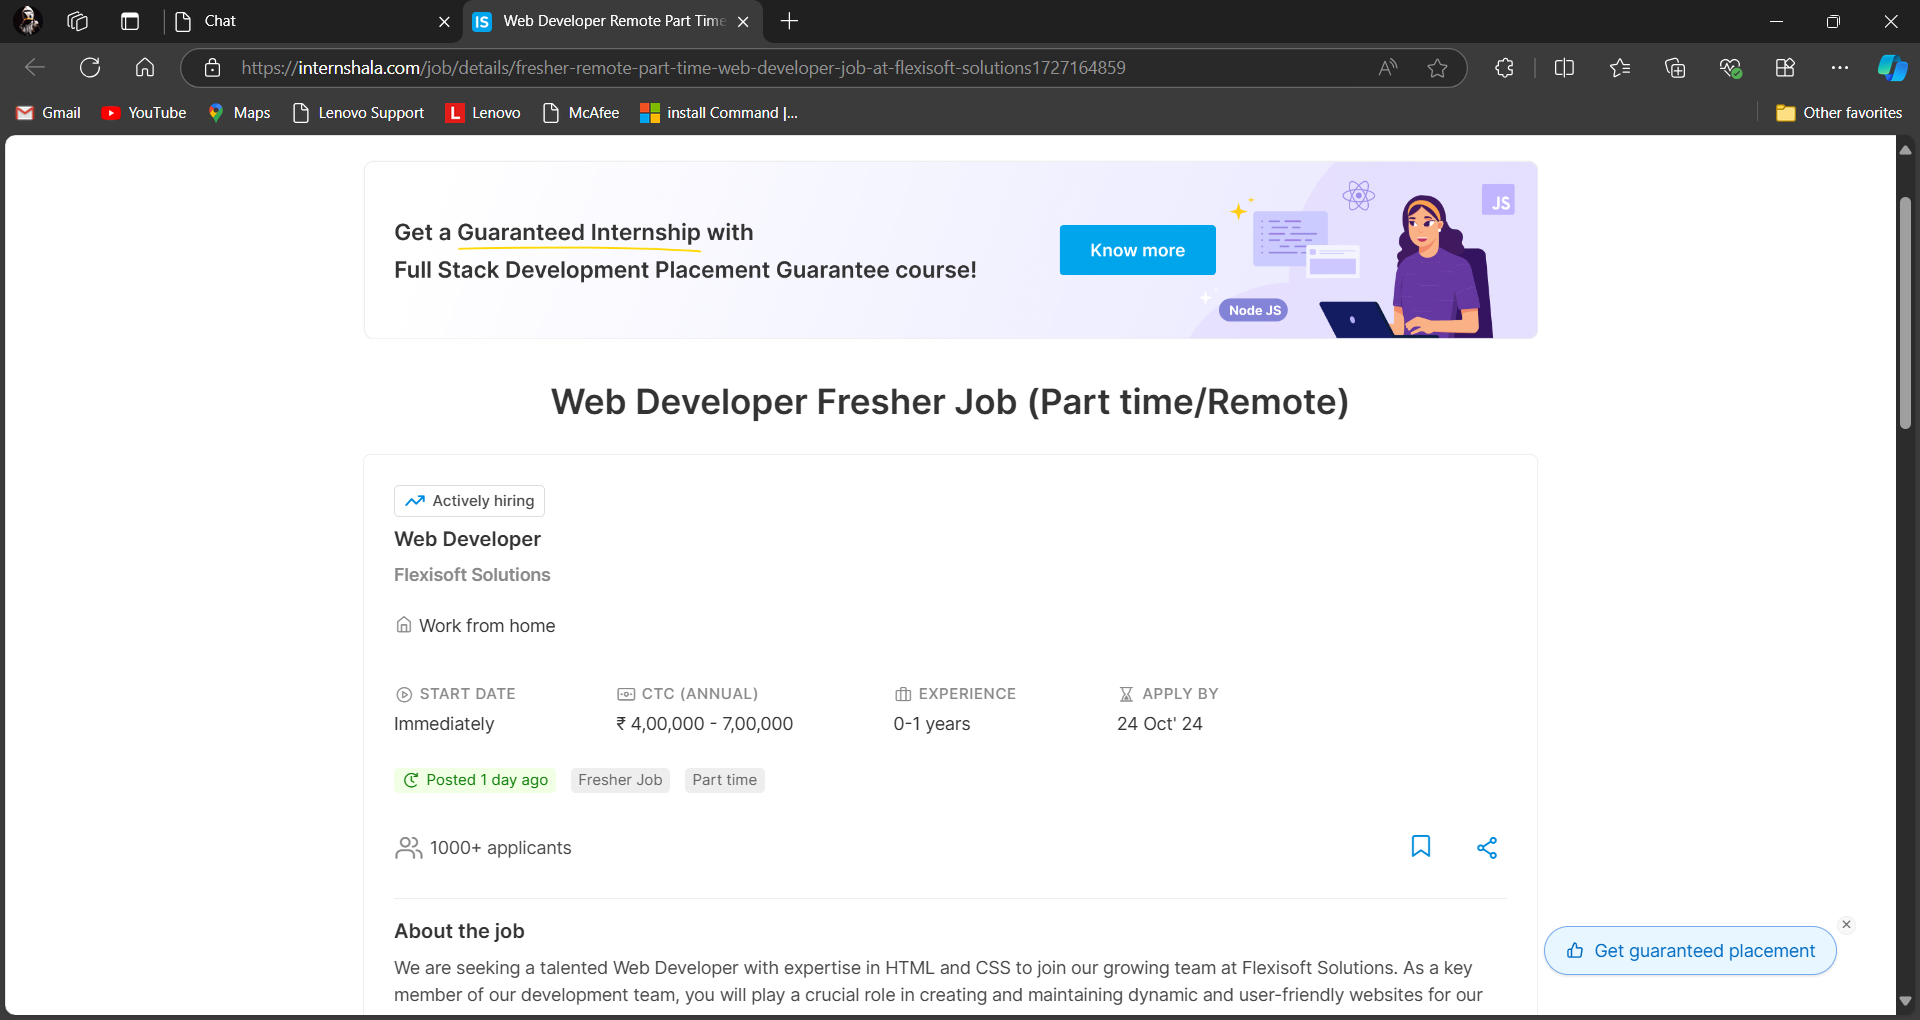 Chat
IS Web Developer Remote Part Time
https://internshala.com/job/details/fresher-remote-part-time-web-developer-job-at-flexisoft-solutions1727164859
Gmail YouTube Maps Lenovo Support L Lenovo McAfee install Command |... Other favorites
Get a Guaranteed Internship with
Full Stack Development Placement Guarantee course!
Know more
JS
Node JS
Web Developer Fresher Job (Part time/Remote)
Actively hiring
Web Developer
Flexisoft Solutions
Work from home
START DATE CTC (ANNUAL) EXPERIENCE APPLY BY
Immediately ₹ 4,00,000 - 7,00,000 0-1 years 24 Oct' 24
Posted 1 day ago Fresher Job Part time
1000+ applicants
About the job
We are seeking a talented Web Developer with expertise in HTML and CSS to join our growing team at Flexisoft Solutions. As a key
member of our development team, you will play a crucial role in creating and maintaining dynamic and user-friendly websites for our
Get guaranteed placement